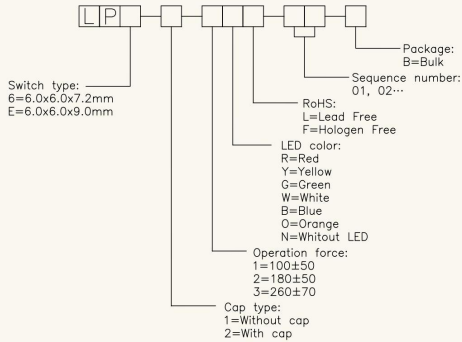 LP
Package:
B=Bulk
Sequence number:
01, 02…
Switch type:
6=6.0x6.0x7.2mm
E=6.0x6.0x9.0mm
RoHS:
L=Lead Free
F=Hologen Free
LED color:
R=Red
Y=Yellow
G=Green
W=White
B=Blue
O=Orange
N=Whitout LED
Operation force:
1=100±50
2=180±50
3=260±70
Cap type:
1=Without cap
2=With cap